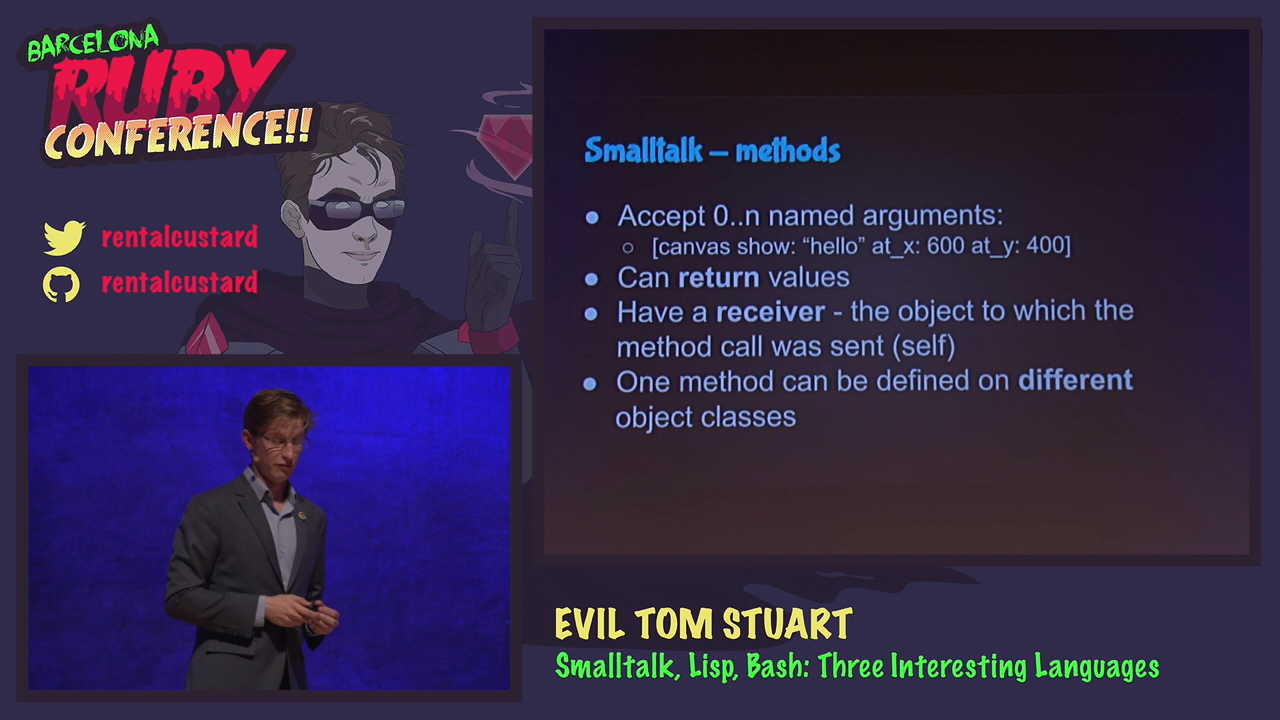 BARCELONA
RUBY
CONFERENCE!!
rentalcustard
rentalcustard
Smalltalk – methods
● Accept 0..n named arguments:
○ [canvas show: “hello” at_x: 600 at_y: 400]
● Can return values
● Have a receiver - the object to which the
method call was sent (self)
● One method can be defined on different
object classes
EVIL TOM STUART
Smalltalk, Lisp, Bash: Three Interesting Languages